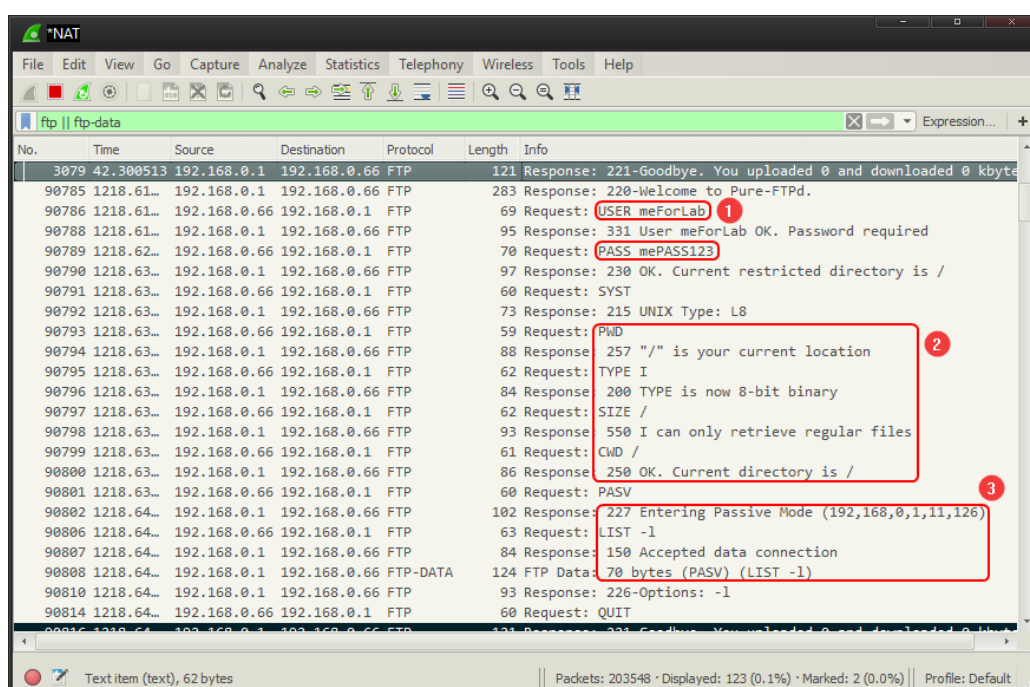 *NAT
File Edit View Go Capture Analyze Statistics Telephony Wireless Tools Help
ftp || ftp-data Expression... +
No. Time Source Destination Protocol Length Info
3079 42.300513 192.168.0.1 192.168.0.66 FTP 121 Response: 221-Goodbye. You uploaded 0 and downloaded 0 kbyte
90785 1218.61… 192.168.0.1 192.168.0.66 FTP 283 Response: 220-Welcome to Pure-FTPd.
90786 1218.61… 192.168.0.66 192.168.0.1 FTP 69 Request: USER meForLab 1
90788 1218.61… 192.168.0.1 192.168.0.66 FTP 95 Response: 331 User meForLab OK. Password required
90789 1218.62… 192.168.0.66 192.168.0.1 FTP 70 Request: PASS mePASS123
90790 1218.63… 192.168.0.1 192.168.0.66 FTP 97 Response: 230 OK. Current restricted directory is /
90791 1218.63… 192.168.0.66 192.168.0.1 FTP 60 Request: SYST
90792 1218.63… 192.168.0.1 192.168.0.66 FTP 73 Response: 215 UNIX Type: L8
90793 1218.63… 192.168.0.66 192.168.0.1 FTP 59 Request: PWD
90794 1218.63… 192.168.0.1 192.168.0.66 FTP 88 Response: 257 "/" is your current location 2
90795 1218.63… 192.168.0.66 192.168.0.1 FTP 62 Request: TYPE I
90796 1218.63… 192.168.0.1 192.168.0.66 FTP 84 Response: 200 TYPE is now 8-bit binary
90797 1218.63… 192.168.0.66 192.168.0.1 FTP 62 Request: SIZE /
90798 1218.63… 192.168.0.1 192.168.0.66 FTP 93 Response: 550 I can only retrieve regular files
90799 1218.63… 192.168.0.66 192.168.0.1 FTP 61 Request: CWD /
90800 1218.63… 192.168.0.1 192.168.0.66 FTP 86 Response: 250 OK. Current directory is /
90801 1218.63… 192.168.0.66 192.168.0.1 FTP 60 Request: PASV 3
90802 1218.64… 192.168.0.1 192.168.0.66 FTP 102 Response: 227 Entering Passive Mode (192,168,0,1,11,126)
90806 1218.64… 192.168.0.66 192.168.0.1 FTP 63 Request: LIST -l
90807 1218.64… 192.168.0.1 192.168.0.66 FTP 84 Response: 150 Accepted data connection
90808 1218.64… 192.168.0.1 192.168.0.66 FTP-DATA 124 FTP Data: 70 bytes (PASV) (LIST -l)
90810 1218.64… 192.168.0.1 192.168.0.66 FTP 93 Response: 226-Options: -l
90814 1218.64… 192.168.0.66 192.168.0.1 FTP 60 Request: QUIT
90816 1218.64… 192.168.0.1 192.168.0.66 FTP 121 Response: 221-Goodbye. You uploaded 0 and downloaded 0 kbyte
Text item (text), 62 bytes Packets: 203548 · Displayed: 123 (0.1%) · Marked: 2 (0.0%) Profile: Default